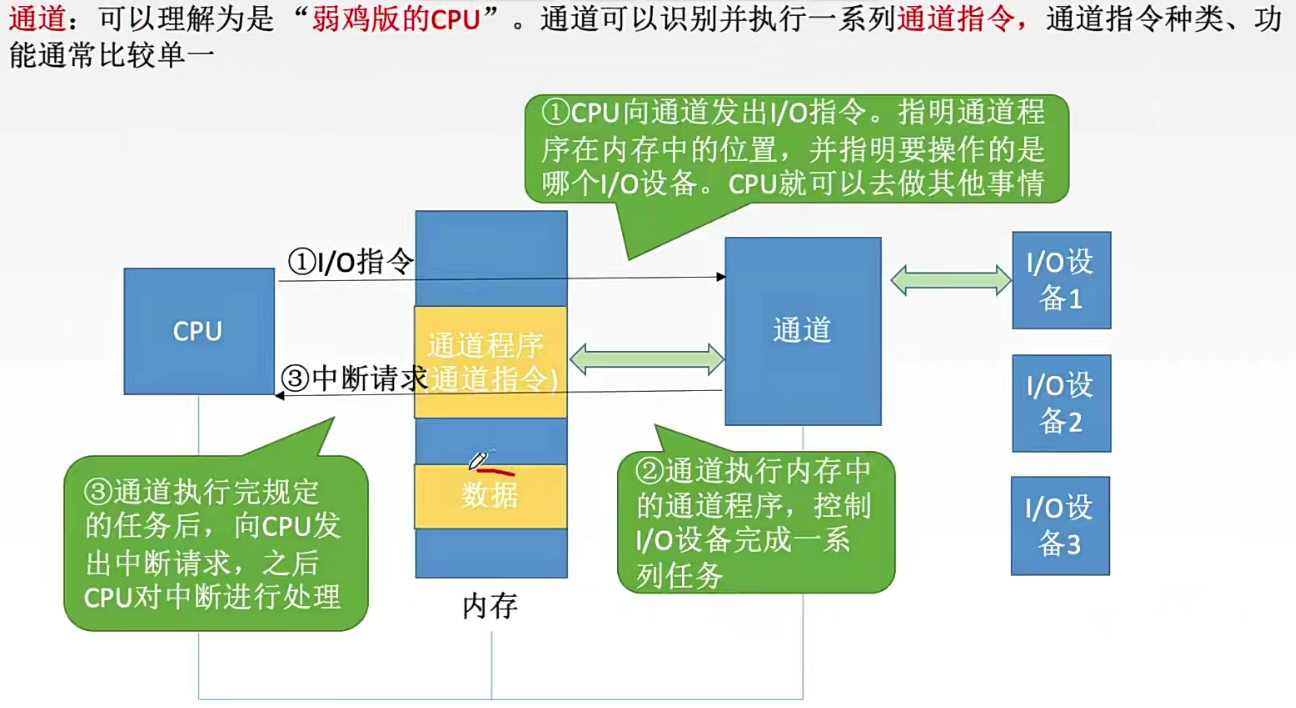 通道：可以理解为是“弱鸡版的CPU”。通道可以识别并执行一系列通道指令，通道指令种类、功
能通常比较单一
①CPU向通道发出I/O指令。指明通道程
序在内存中的位置，并指明要操作的是
哪个I/O设备。CPU就可以去做其他事情
①I/O指令
CPU
通道程序
(通道指令)
③中断请求
通道
I/O设
备1
I/O设
备2
I/O设
备3
③通道执行完规定
的任务后，向CPU发
出中断请求，之后
CPU对中断进行处理
数据
②通道执行内存中
的通道程序，控制
I/O设备完成一系
列任务
内存